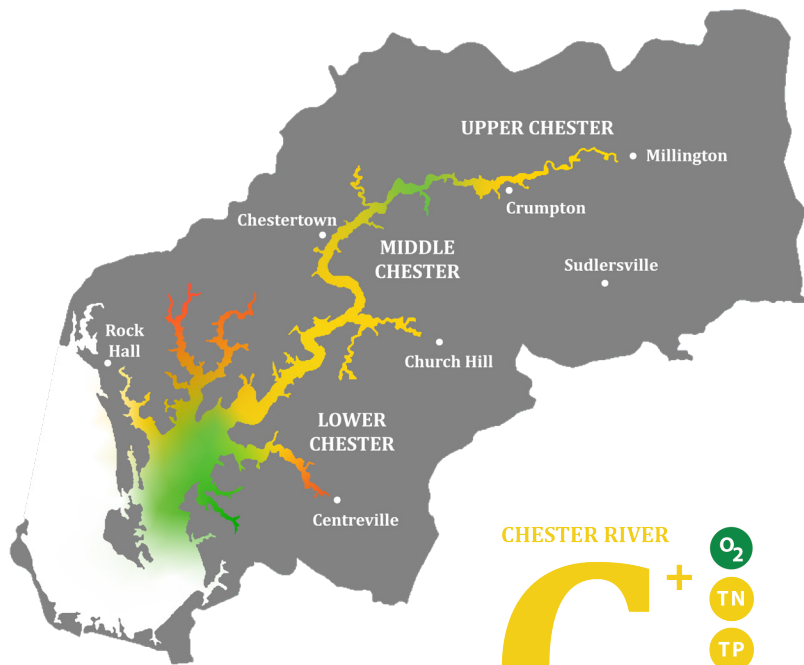 UPPER CHESTER
Millington
Crumpton
Chestertown
MIDDLE
CHESTER
Sudlersville
Rock
Hall
Church Hill
LOWER
CHESTER
Centreville
CHESTER RIVER
C+
O2
TN
TP